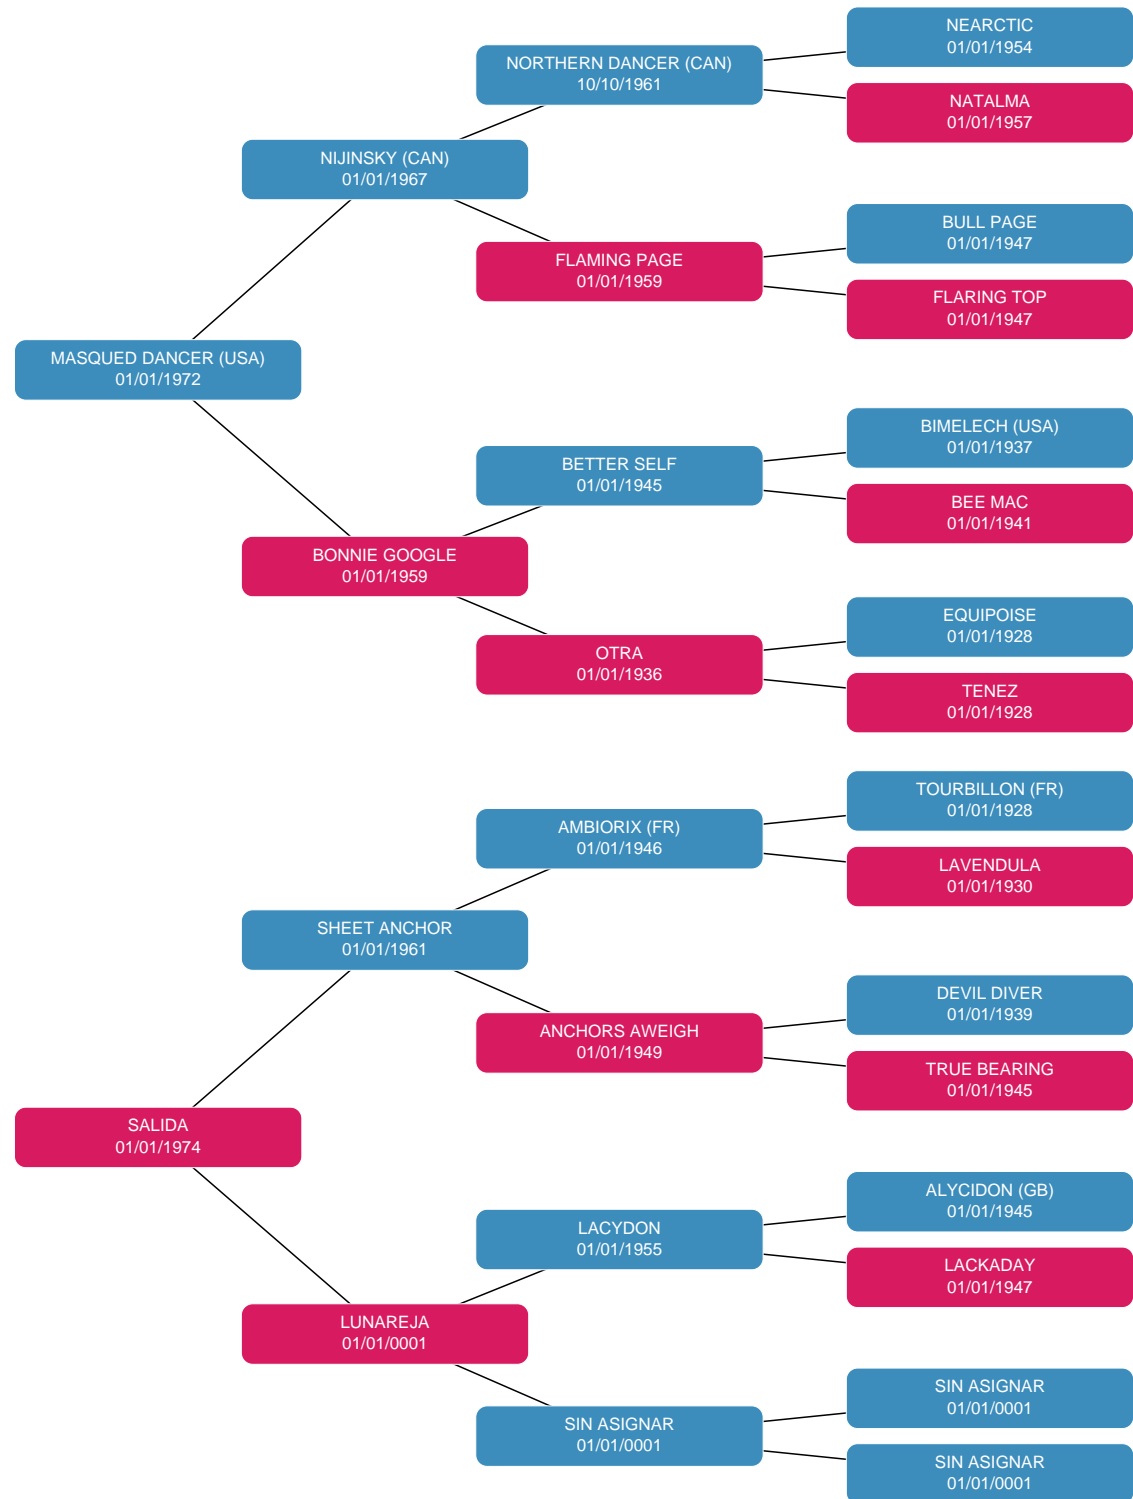 NEARCTIC
01/01/1954
NORTHERN DANCER (CAN)
10/10/1961
NATALMA
01/01/1957
NIJINSKY (CAN)
01/01/1967
BULL PAGE
01/01/1947
FLAMING PAGE
01/01/1959
FLARING TOP
01/01/1947
MASQUED DANCER (USA)
01/01/1972
BIMELECH (USA)
01/01/1937
BETTER SELF
01/01/1945
BEE MAC
01/01/1941
BONNIE GOOGLE
01/01/1959
EQUIPOISE
01/01/1928
OTRA
01/01/1936
TENEZ
01/01/1928
TOURBILLON (FR)
01/01/1928
AMBIORIX (FR)
01/01/1946
LAVENDULA
01/01/1930
SHEET ANCHOR
01/01/1961
DEVIL DIVER
01/01/1939
ANCHORS AWEIGH
01/01/1949
TRUE BEARING
01/01/1945
SALIDA
01/01/1974
ALYCIDON (GB)
01/01/1945
LACYDON
01/01/1955
LACKADAY
01/01/1947
LUNAREJA
01/01/0001
SIN ASIGNAR
01/01/0001
SIN ASIGNAR
01/01/0001
SIN ASIGNAR
01/01/0001